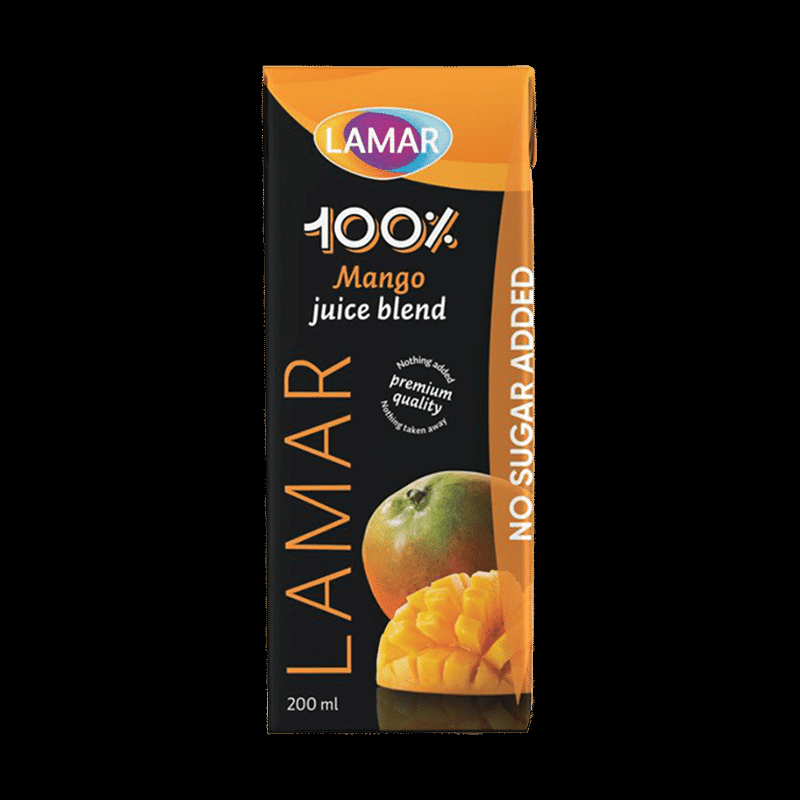 LAMAR
100%
Mango
juice blend
Nothing added
premium
quality
Nothing taken away
LAMAR
NO SUGAR ADDED
200 ml